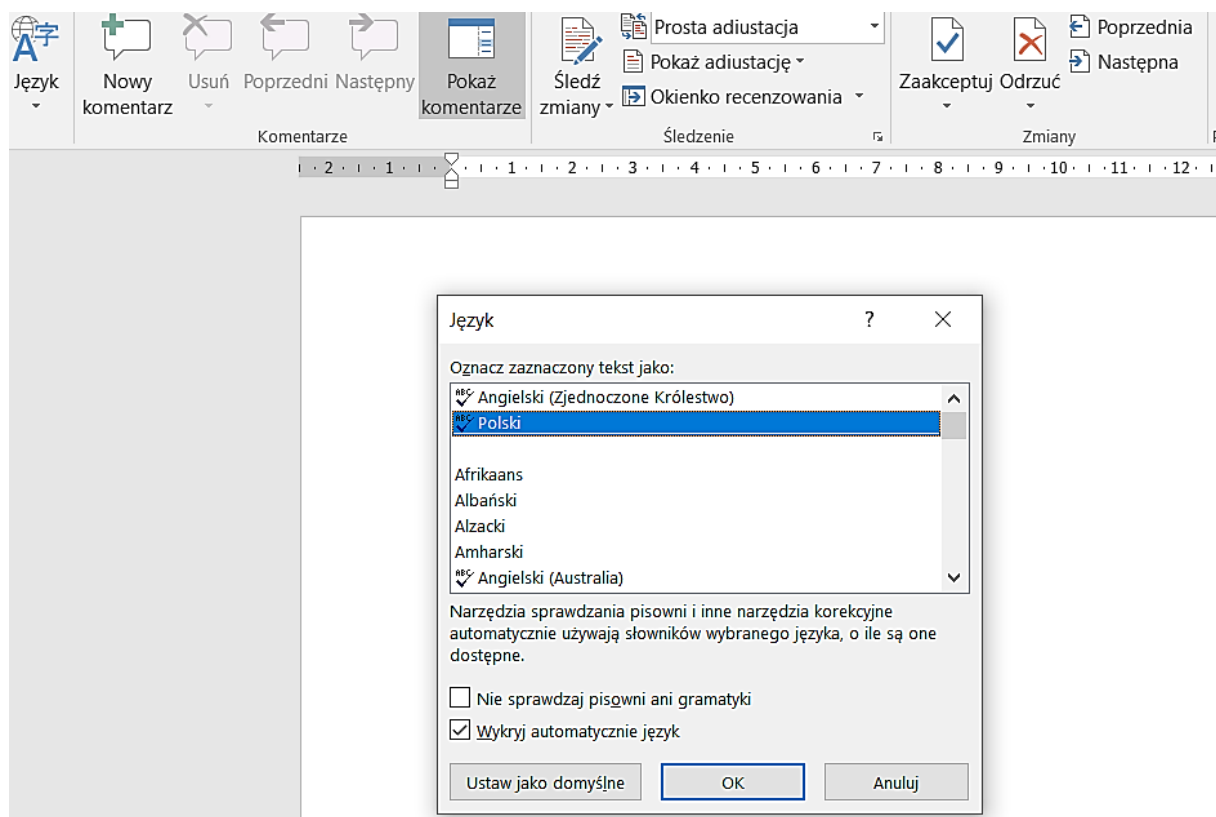 Język
Nowy komentarz
Usuń
Poprzedni
Następny
Pokaż komentarze
Komentarze
Śledź zmiany
Prosta adiustacja
Pokaż adiustację
Okienko recenzowania
Śledzenie
Zaakceptuj
Odrzuć
Poprzednia
Następna
Zmiany
2 1 1 2 3 4 5 6 7 8 9 10 11 12
Język
Oznacz zaznaczony tekst jako:
Angielski (Zjednoczone Królestwo)
Polski
Afrikaans
Albański
Alzacki
Amharski
Angielski (Australia)
Narzędzia sprawdzania pisowni i inne narzędzia korekcyjne
automatycznie używają słowników wybranego języka, o ile są one
dostępne.
Nie sprawdzaj pisowni ani gramatyki
Wykryj automatycznie język
Ustaw jako domyślne
OK
Anuluj